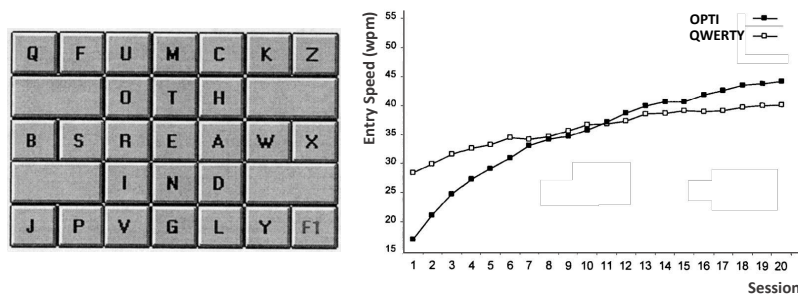 Q F U M C K Z
O T H
B S R E A W X
I N D
J P V G L Y F1
Entry Speed (wpm)
55
50
45
40
35
30
25
20
15
OPTI
QWERTY
1 2 3 4 5 6 7 8 9 10 11 12 13 14 15 16 17 18 19 20
Session